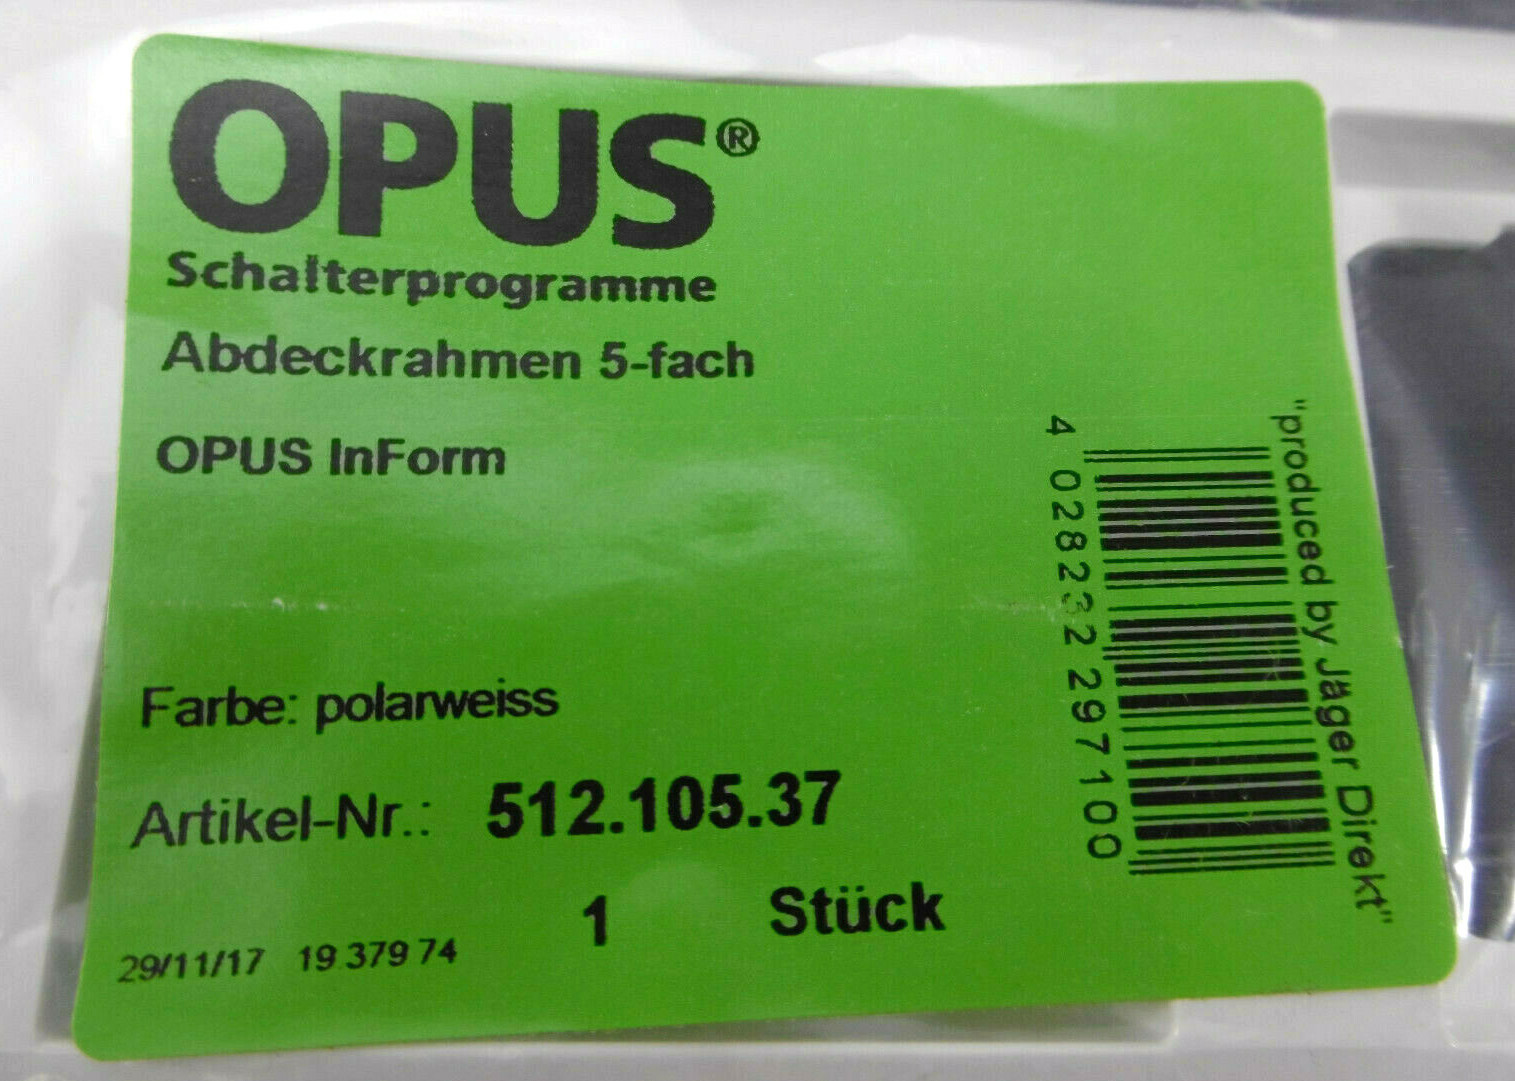 OPUS®
Schalterprogramme
Abdeckrahmen 5-fach
OPUS InForm
Farbe: polarweiss
Artikel-Nr.: 512.105.37
1 Stück
29/11/17 19 379 74
4 028232 297100
"produced by Jäger Direkt"